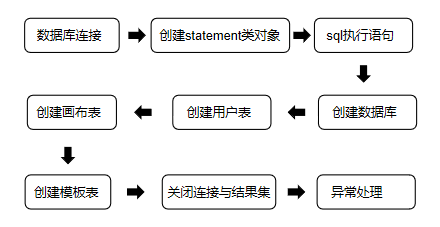 数据库连接
创建statement类对象
sql执行语句
创建数据库
创建用户表
创建画布表
创建模板表
关闭连接与结果集
异常处理